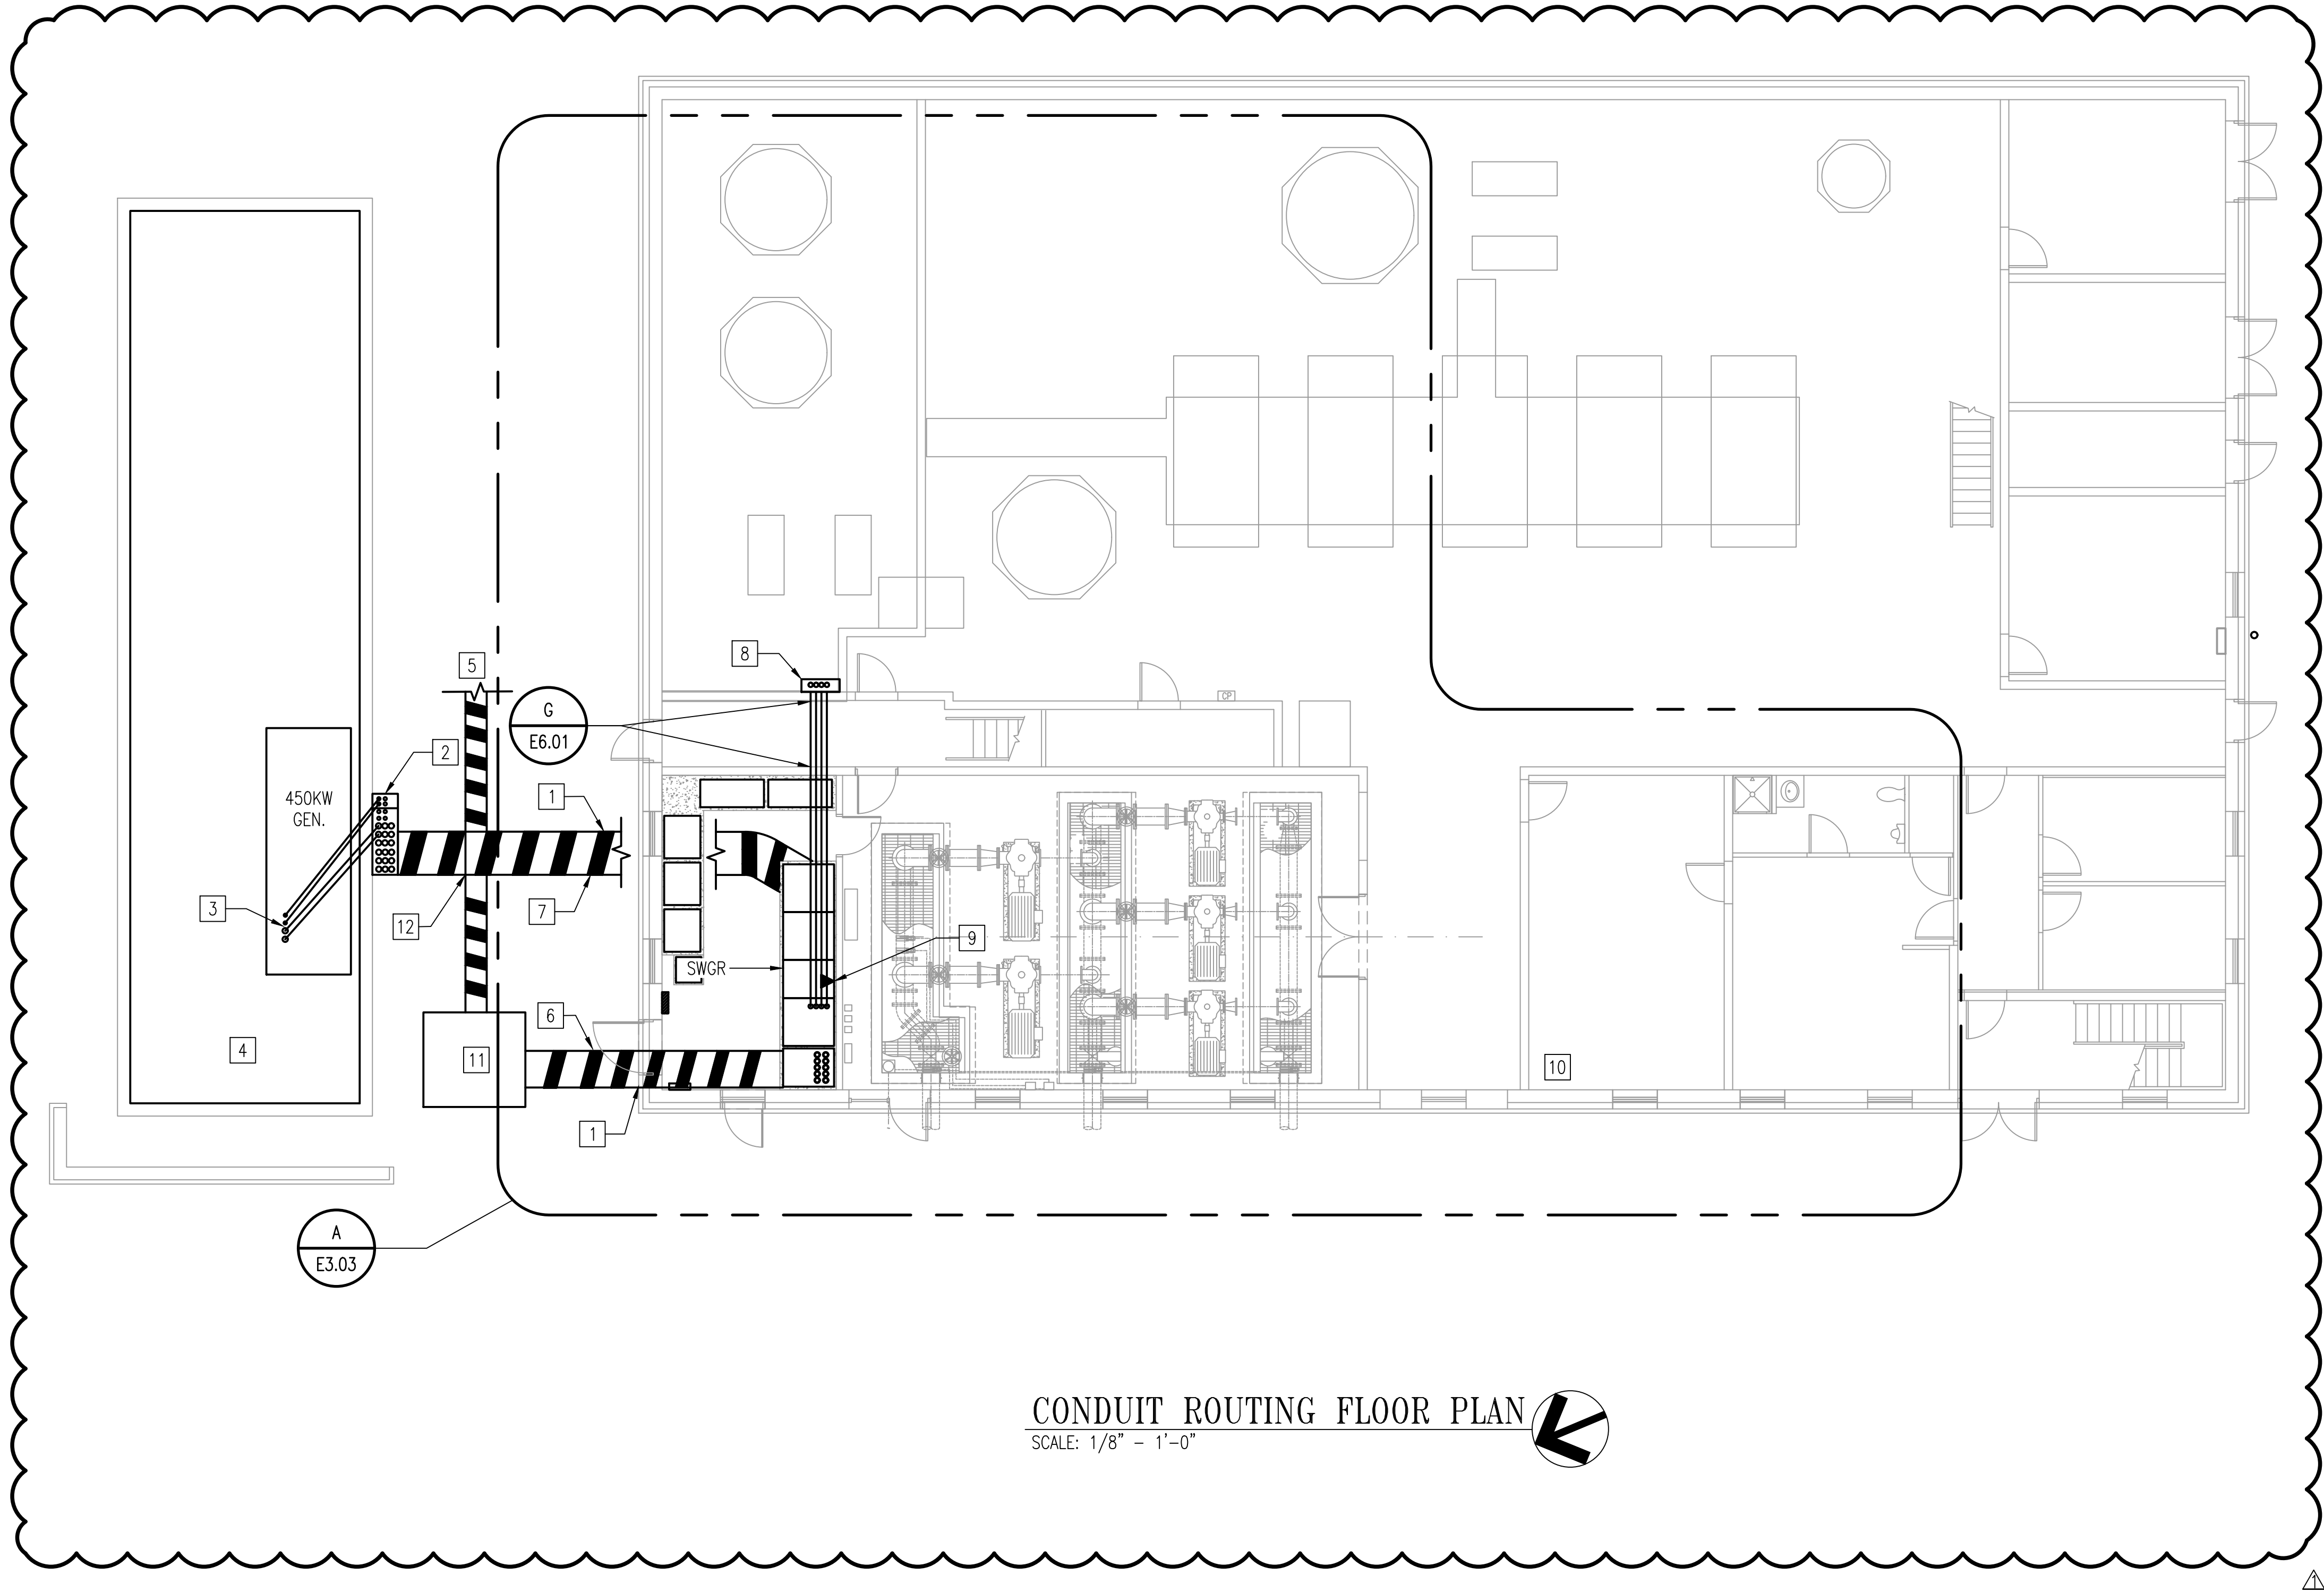 8
5
G
E6.01
CP
2
450KW
GEN.
1
3
12
7
9
SWGR
6
4
11
10
1
A
E3.03
CONDUIT ROUTING FLOOR PLAN
SCALE: 1/8" - 1'-0"
1